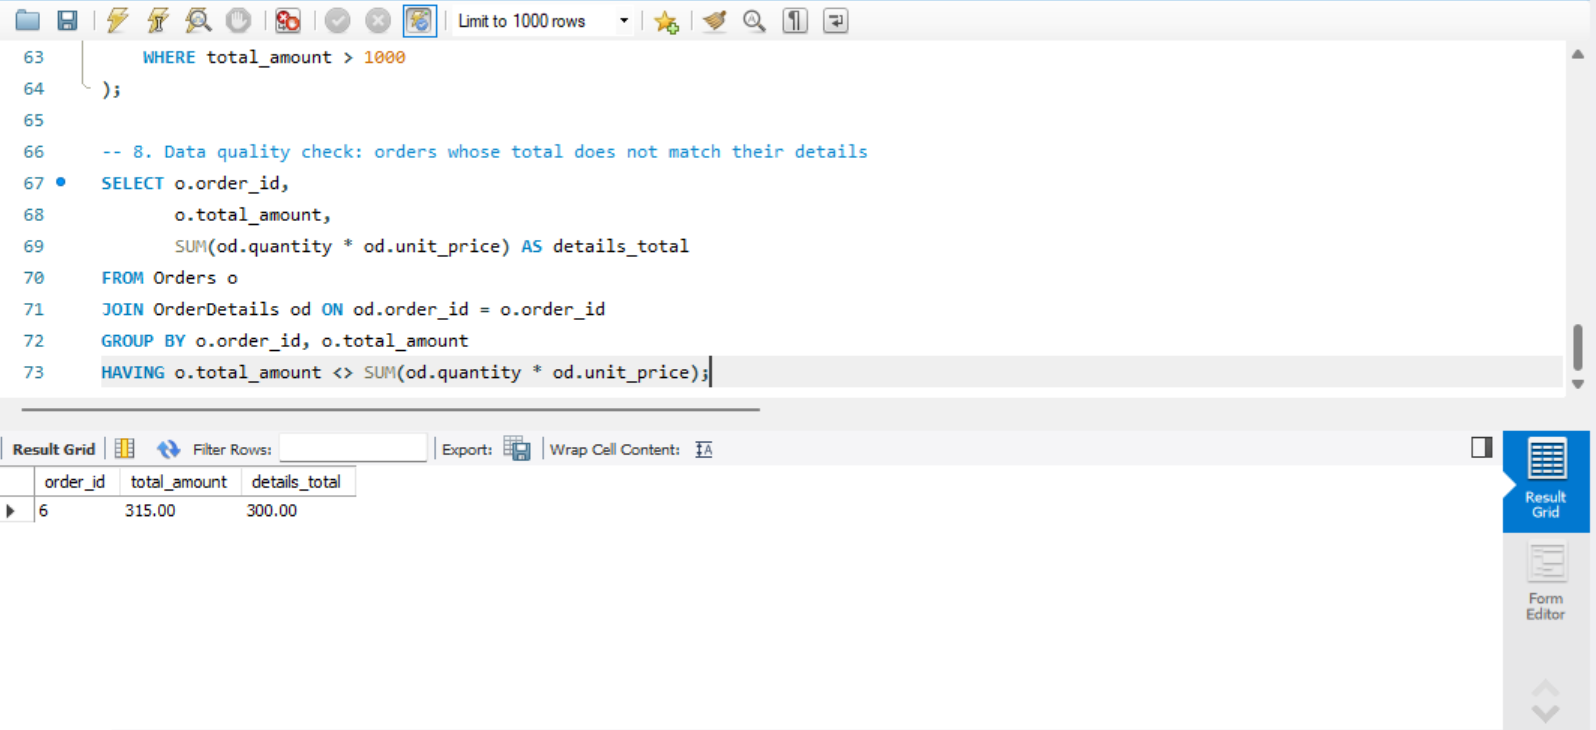 Limit to 1000 rows
63 WHERE total_amount > 1000
64 );
65
66 -- 8. Data quality check: orders whose total does not match their details
67 SELECT o.order_id,
68 o.total_amount,
69 SUM(od.quantity * od.unit_price) AS details_total
70 FROM Orders o
71 JOIN OrderDetails od ON od.order_id = o.order_id
72 GROUP BY o.order_id, o.total_amount
73 HAVING o.total_amount <> SUM(od.quantity * od.unit_price);
Result Grid Filter Rows: Export: Wrap Cell Content:
order_id total_amount details_total
6 315.00 300.00
Result
Grid
Form
Editor